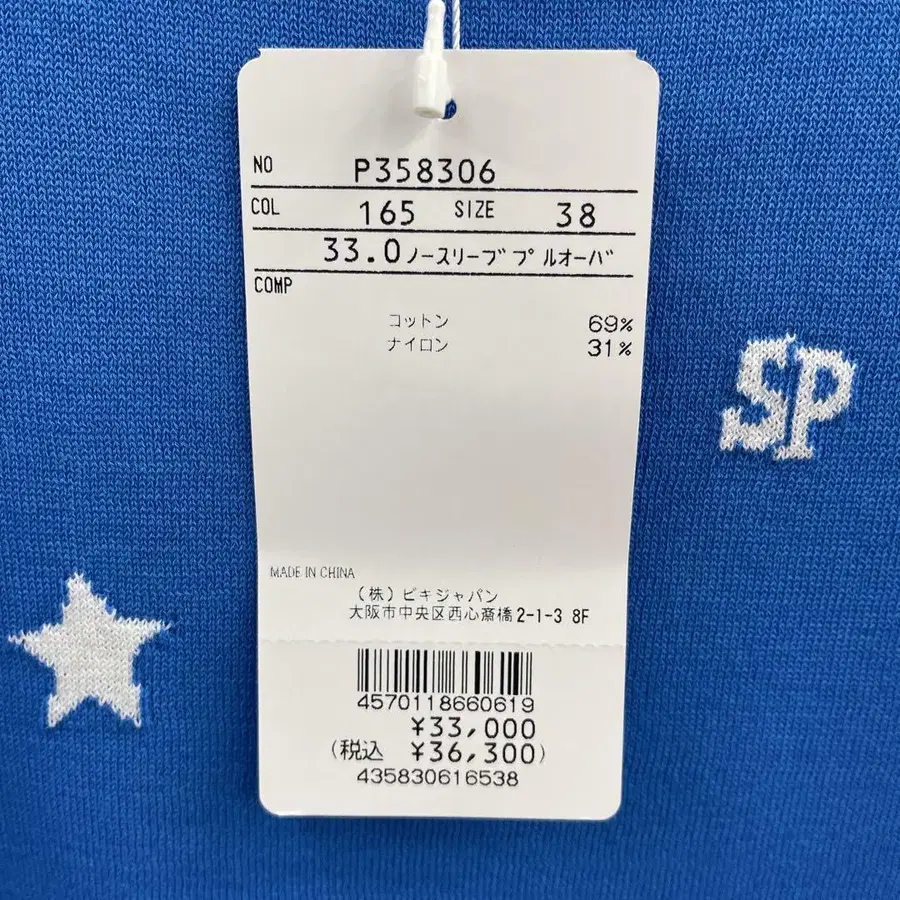 NO P358306
COL 165 SIZE 38
33.0ﾉｰｽﾘｰﾌﾞﾌﾟﾙｵｰﾊﾞ
COMP
コットン 69%
ナイロン 31%
SP
MADE IN CHINA
(株)ビキジャパン
大阪市中央区西心斎橋2-1-3 8F
4570118660619
¥33,000
(税込 ¥36,300)
435830616538